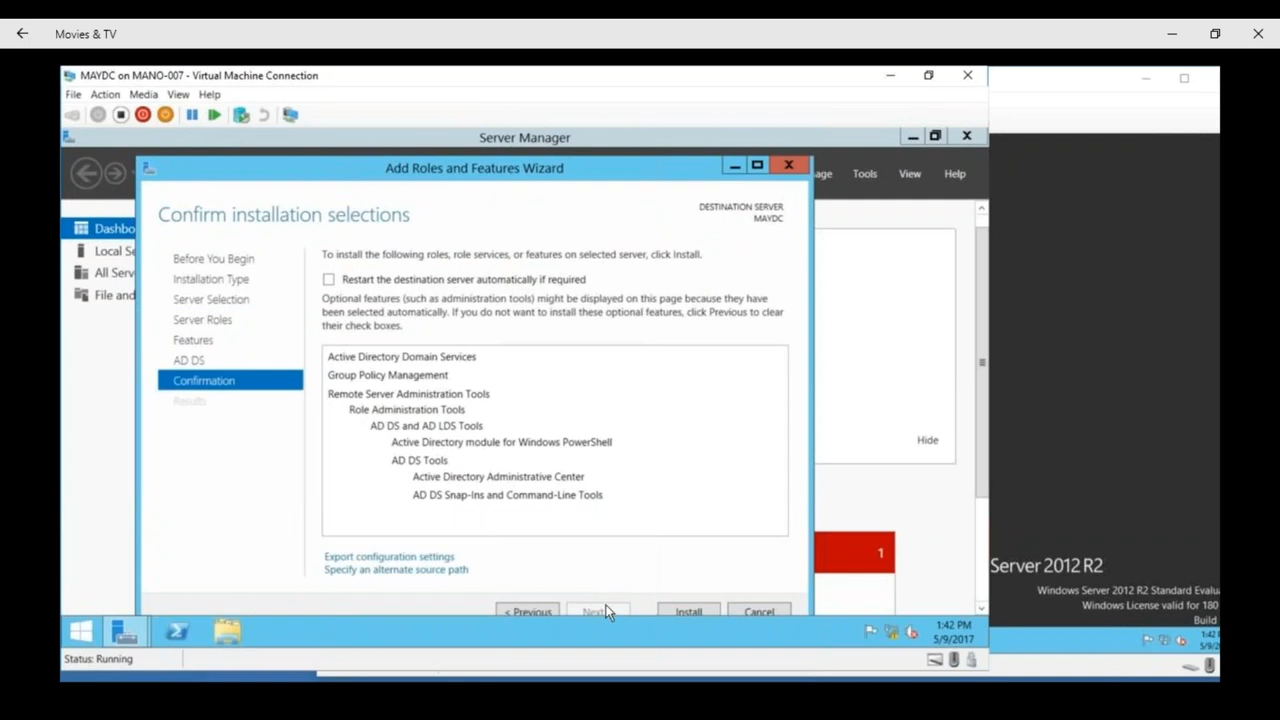 Movies & TV
MAYDC on MANO-007 - Virtual Machine Connection
File Action Media View Help
Server Manager
Add Roles and Features Wizard
Tools View Help
Confirm installation selections
DESTINATION SERVER
MAYDC
Dashbo
Local Se
All Serv
File and
Before You Begin
Installation Type
Server Selection
Server Roles
Features
AD DS
Confirmation
Results
To install the following roles, role services, or features on selected server, click Install.
Restart the destination server automatically if required
Optional features (such as administration tools) might be displayed on this page because they have
been selected automatically. If you do not want to install these optional features, click Previous to clear
their check boxes.
Active Directory Domain Services
Group Policy Management
Remote Server Administration Tools
Role Administration Tools
AD DS and AD LDS Tools
Active Directory module for Windows PowerShell
AD DS Tools
Active Directory Administrative Center
AD DS Snap-Ins and Command-Line Tools
Export configuration settings
Specify an alternate source path
< Previous
Next
Install
Cancel
Hide
1
Server 2012 R2
Windows Server 2012 R2 Standard Evalu
Windows License valid for 180
Build
1:42 PM
5/9/2017
1:42
5/9/2
Status: Running